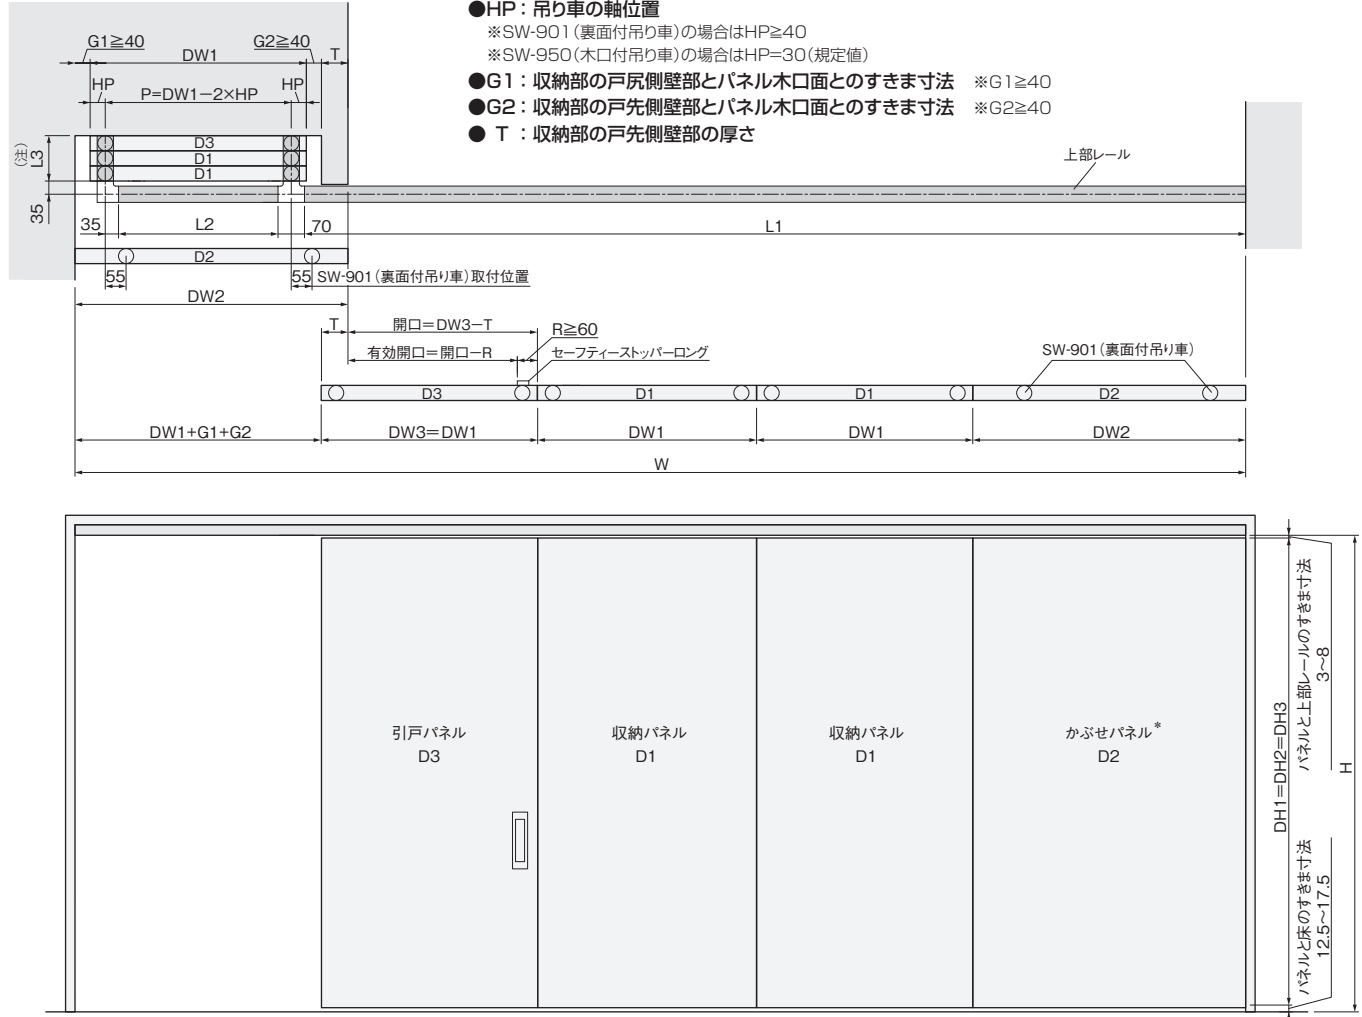 ●HP：吊り車の軸位置
※SW-901（裏面付吊り車）の場合はHP≧40
※SW-950（木口付吊り車）の場合はHP=30（規定値）
●G1：収納部の戸尻側壁部とパネル木口面とのすきま寸法 ※G1≧40
●G2：収納部の戸先側壁部とパネル木口面とのすきま寸法 ※G2≧40
● T ：収納部の戸先側壁部の厚さ
G1≧40
DW1
G2≧40
T
HP
P=DW1−2×HP
HP
D3
D1
D1
（注）
L3
35
上部レール
35
L2
70
L1
D2
55
55
SW-901（裏面付吊り車）取付位置
DW2
T
開口=DW3−T
R≧60
有効開口=開口−R
セーフティーストッパーロング
SW-901（裏面付吊り車）
D3
D1
D1
D2
DW1+G1+G2
DW3=DW1
DW1
DW1
DW2
W
引戸パネル
D3
収納パネル
D1
収納パネル
D1
かぶせパネル*
D2
DH1=DH2=DH3
パネルと上部レールのすきま寸法
3〜8
パネルと床のすきま寸法
12.5〜17.5
H